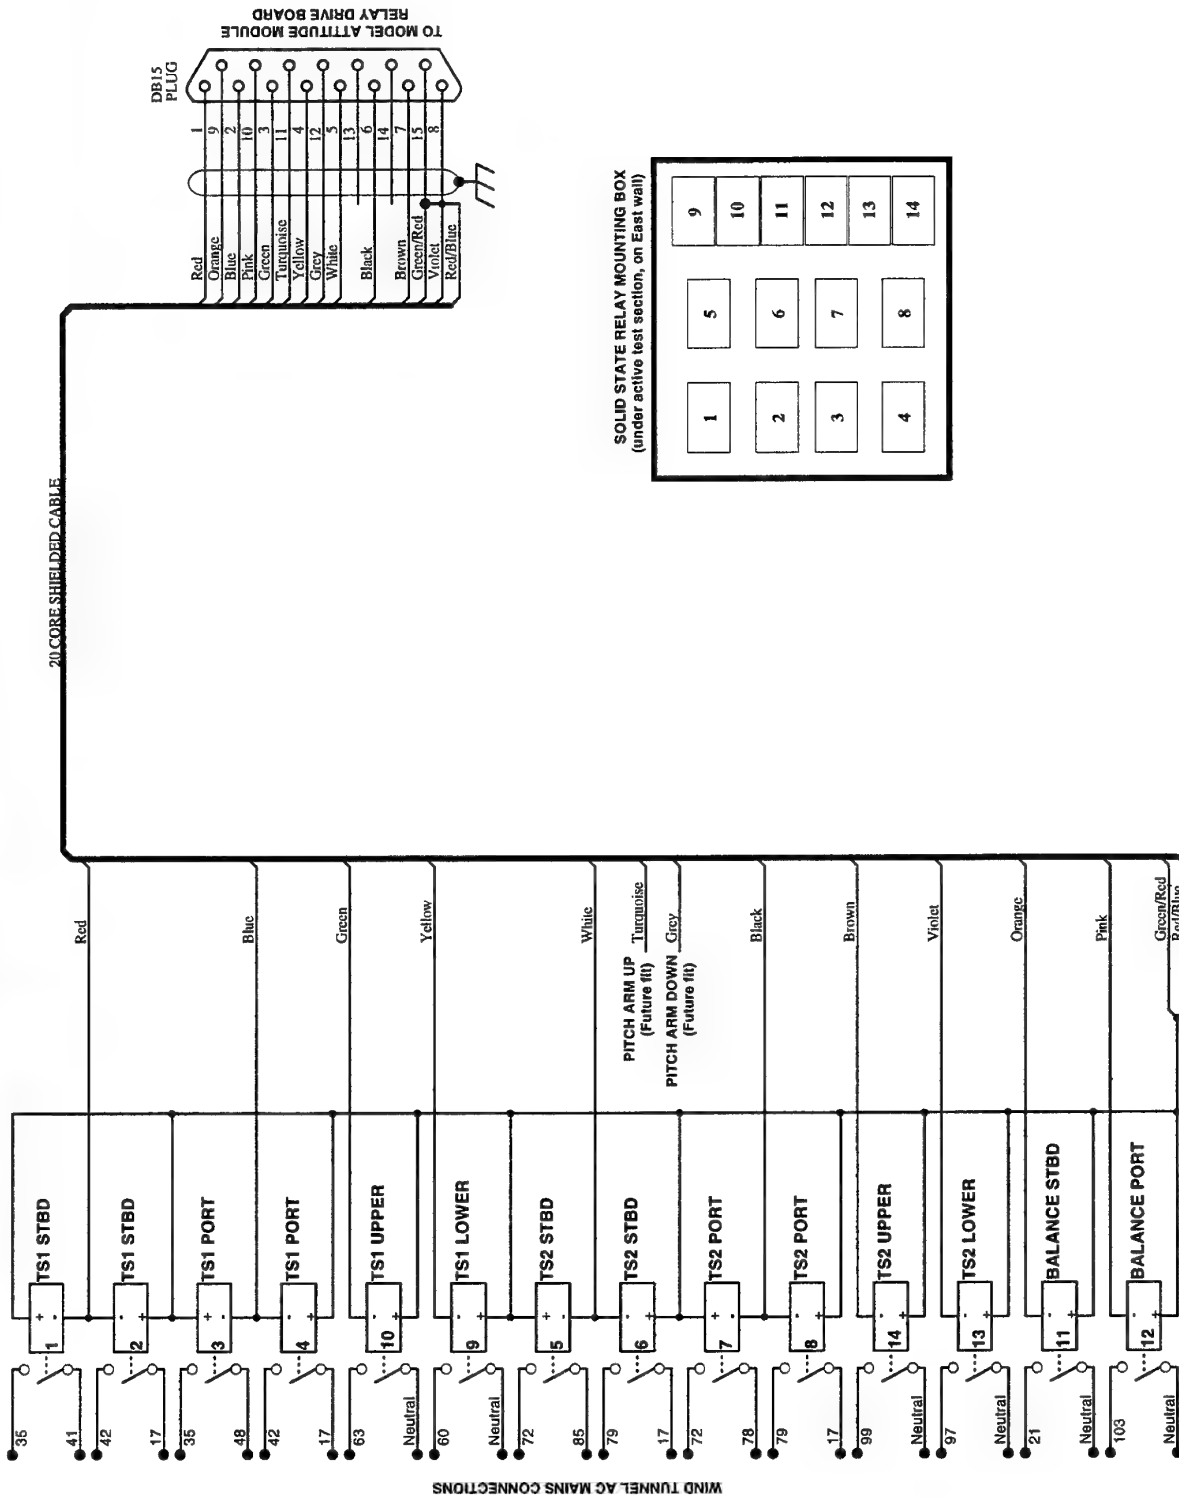 TO MODEL ATTITUDE MODULE
RELAY DRIVE BOARD
DB15
PLUG
1
9
2
10
3
11
4
12
5
13
6
14
7
15
8
Red
Orange
Blue
Pink
Green
Turquoise
Yellow
Grey
White
Black
Brown
Green/Red
Violet
Red/Blue
20 CORE SHIELDED CABLE
SOLID STATE RELAY MOUNTING BOX
(under active test section, on East wall)
1
2
3
4
5
6
7
8
9
10
11
12
13
14
Red
Blue
Green
Yellow
White
Turquoise
Grey
Black
Brown
Violet
Orange
Pink
Green/Red
Red/Blue
PITCH ARM UP
(Future fit)
PITCH ARM DOWN
(Future fit)
TS1 STBD
TS1 STBD
TS1 PORT
TS1 PORT
TS1 UPPER
TS1 LOWER
TS2 STBD
TS2 STBD
TS2 PORT
TS2 PORT
TS2 UPPER
TS2 LOWER
BALANCE STBD
BALANCE PORT
+ 1 -
- 2 +
+ 3 -
- 4 +
- 10 +
- 9 +
+ 5 -
- 6 +
+ 7 -
- 8 +
- 14 +
- 13 +
- 11 +
- 12 +
35
41
42
17
35
48
42
17
63
Neutral
60
Neutral
72
85
79
17
72
78
79
17
99
Neutral
97
Neutral
21
Neutral
103
Neutral
WIND TUNNEL AC MAINS CONNECTIONS